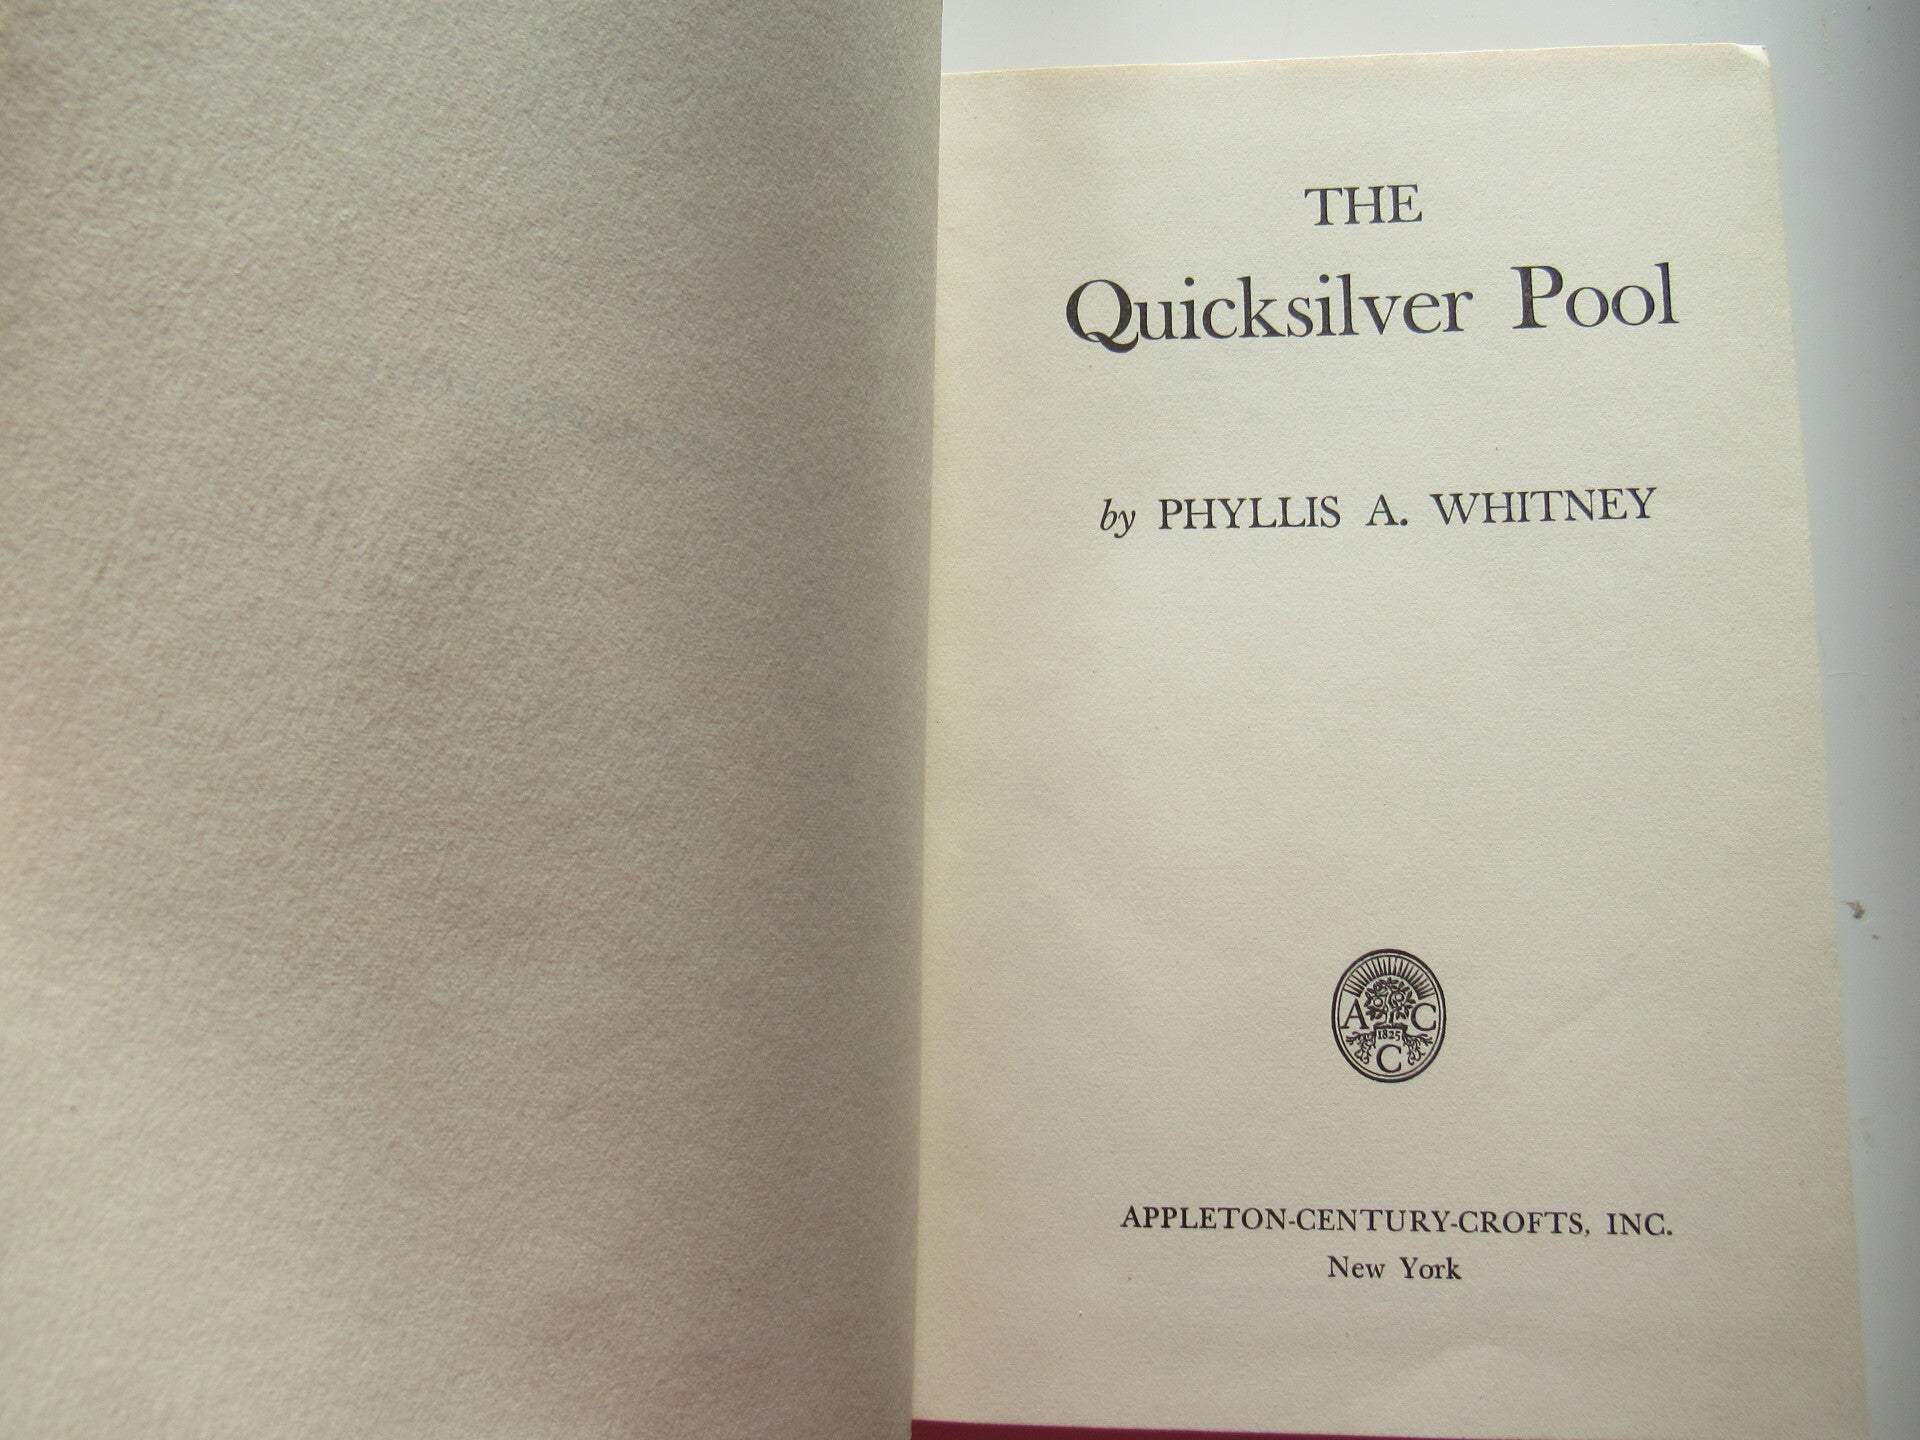 THE
Quicksilver Pool
by PHYLLIS A. WHITNEY
A C
1825
C
APPLETON-CENTURY-CROFTS, INC.
New York